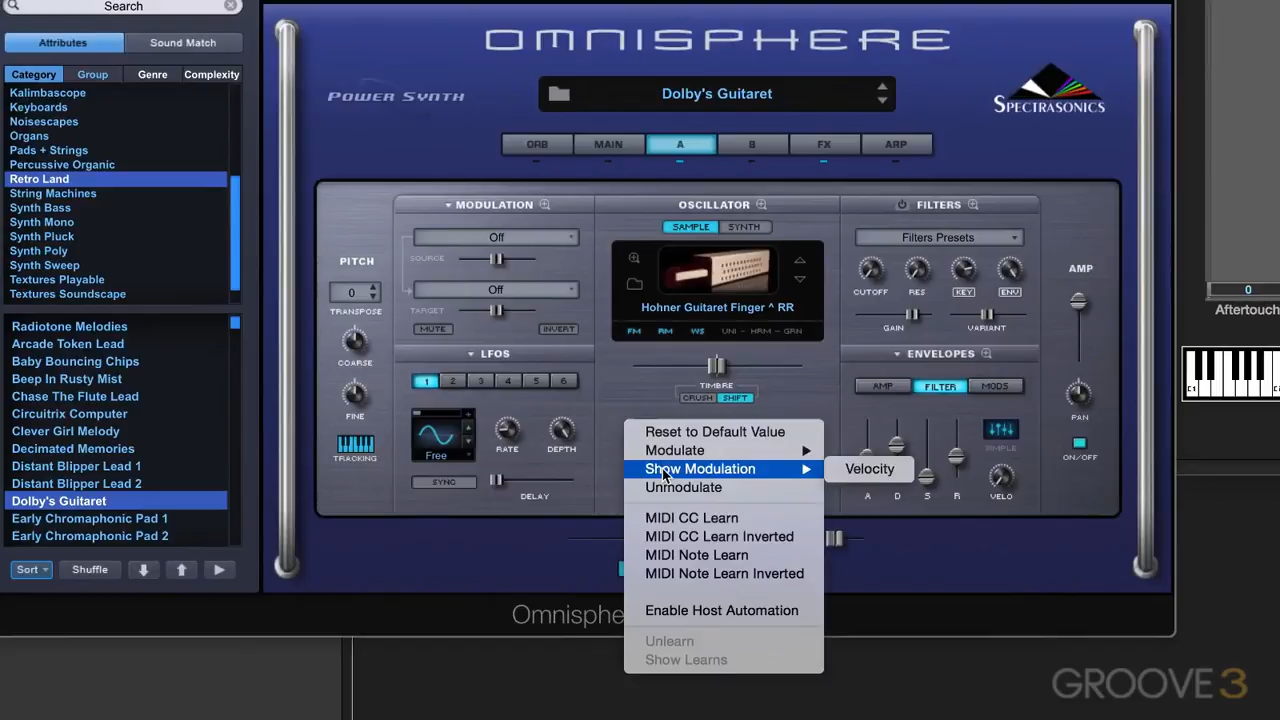 Search
Attributes
Sound Match
Category
Group
Genre
Complexity
Kalimbascope
Keyboards
Noisescapes
Organs
Pads + Strings
Percussive Organic
Retro Land
String Machines
Synth Bass
Synth Mono
Synth Pluck
Synth Poly
Synth Sweep
Textures Playable
Textures Soundscape
Radiotone Melodies
Arcade Token Lead
Baby Bouncing Chips
Beep In Rusty Mist
Chase The Flute Lead
Circuitrix Computer
Clever Girl Melody
Decimated Memories
Distant Blipper Lead 1
Distant Blipper Lead 2
Dolby's Guitaret
Early Chromaphonic Pad 1
Early Chromaphonic Pad 2
Sort
Shuffle
OMNISPHERE
POWER SYNTH
Dolby's Guitaret
SPECTRASONICS
ORB
MAIN
A
B
FX
ARP
PITCH
0
TRANSPOSE
COARSE
FINE
TRACKING
MODULATION
Off
SOURCE
Off
TARGET
MUTE
INVERT
LFOS
1
2
3
4
5
6
Free
RATE
DEPTH
SYNC
DELAY
OSCILLATOR
SAMPLE
SYNTH
Hohner Guitaret Finger ^ RR
FM
RM
WS
UNI - HRM - GRN
TIMBRE
CRUSH
SHIFT
FILTERS
Filters Presets
CUTOFF
RES
KEY
ENV
GAIN
VARIANT
ENVELOPES
AMP
FILTER
MODS
SIMPLE
A
D
S
R
VELO
AMP
PAN
ON/OFF
Reset to Default Value
Modulate
Show Modulation
Velocity
Unmodulate
MIDI CC Learn
MIDI CC Learn Inverted
MIDI Note Learn
MIDI Note Learn Inverted
Enable Host Automation
Unlearn
Show Learns
Omnisphe
0
Aftertouch
C1
GROOVE3